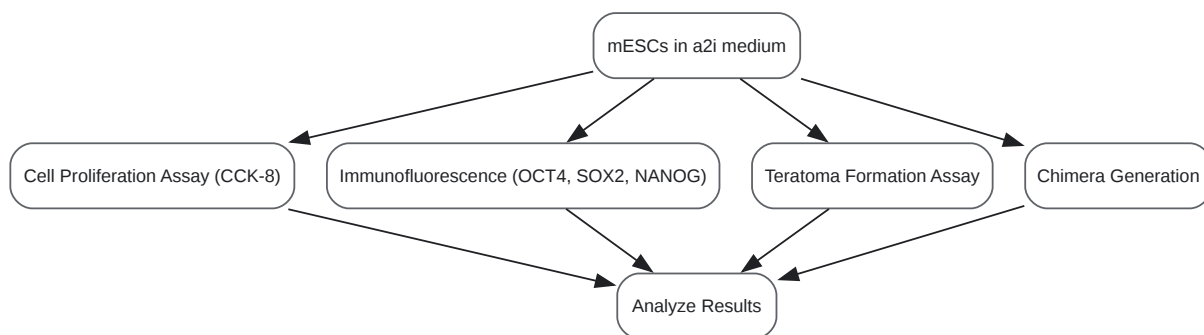 mESCs in a2i medium
Cell Proliferation Assay (CCK-8)
Immunofluorescence (OCT4, SOX2, NANOG)
Teratoma Formation Assay
Chimera Generation
Analyze Results